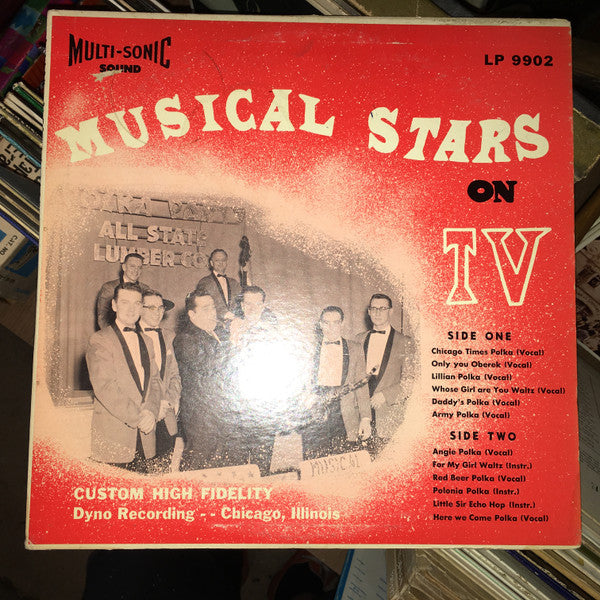 MULTI-SONIC
SOUND
LP 9902
MUSICAL STARS
ON
TV
ALL STATE
LUMBER CO
SIDE ONE
Chicago Times Polka (Vocal)
Only you Oberek (Vocal)
Lillian Polka (Vocal)
Whose Girl are You Waltz (Vocal)
Daddy's Polka (Vocal)
Army Polka (Vocal)
SIDE TWO
Angie Polka (Vocal)
For My Girl Waltz (Instr.)
Red Beer Polka (Vocal)
Polonia Polka (Instr.)
Little Sir Echo Hop (Instr.)
Here we Come Polka (Vocal)
MUSICAL
CUSTOM HIGH FIDELITY
Dyno Recording - - Chicago, Illinois